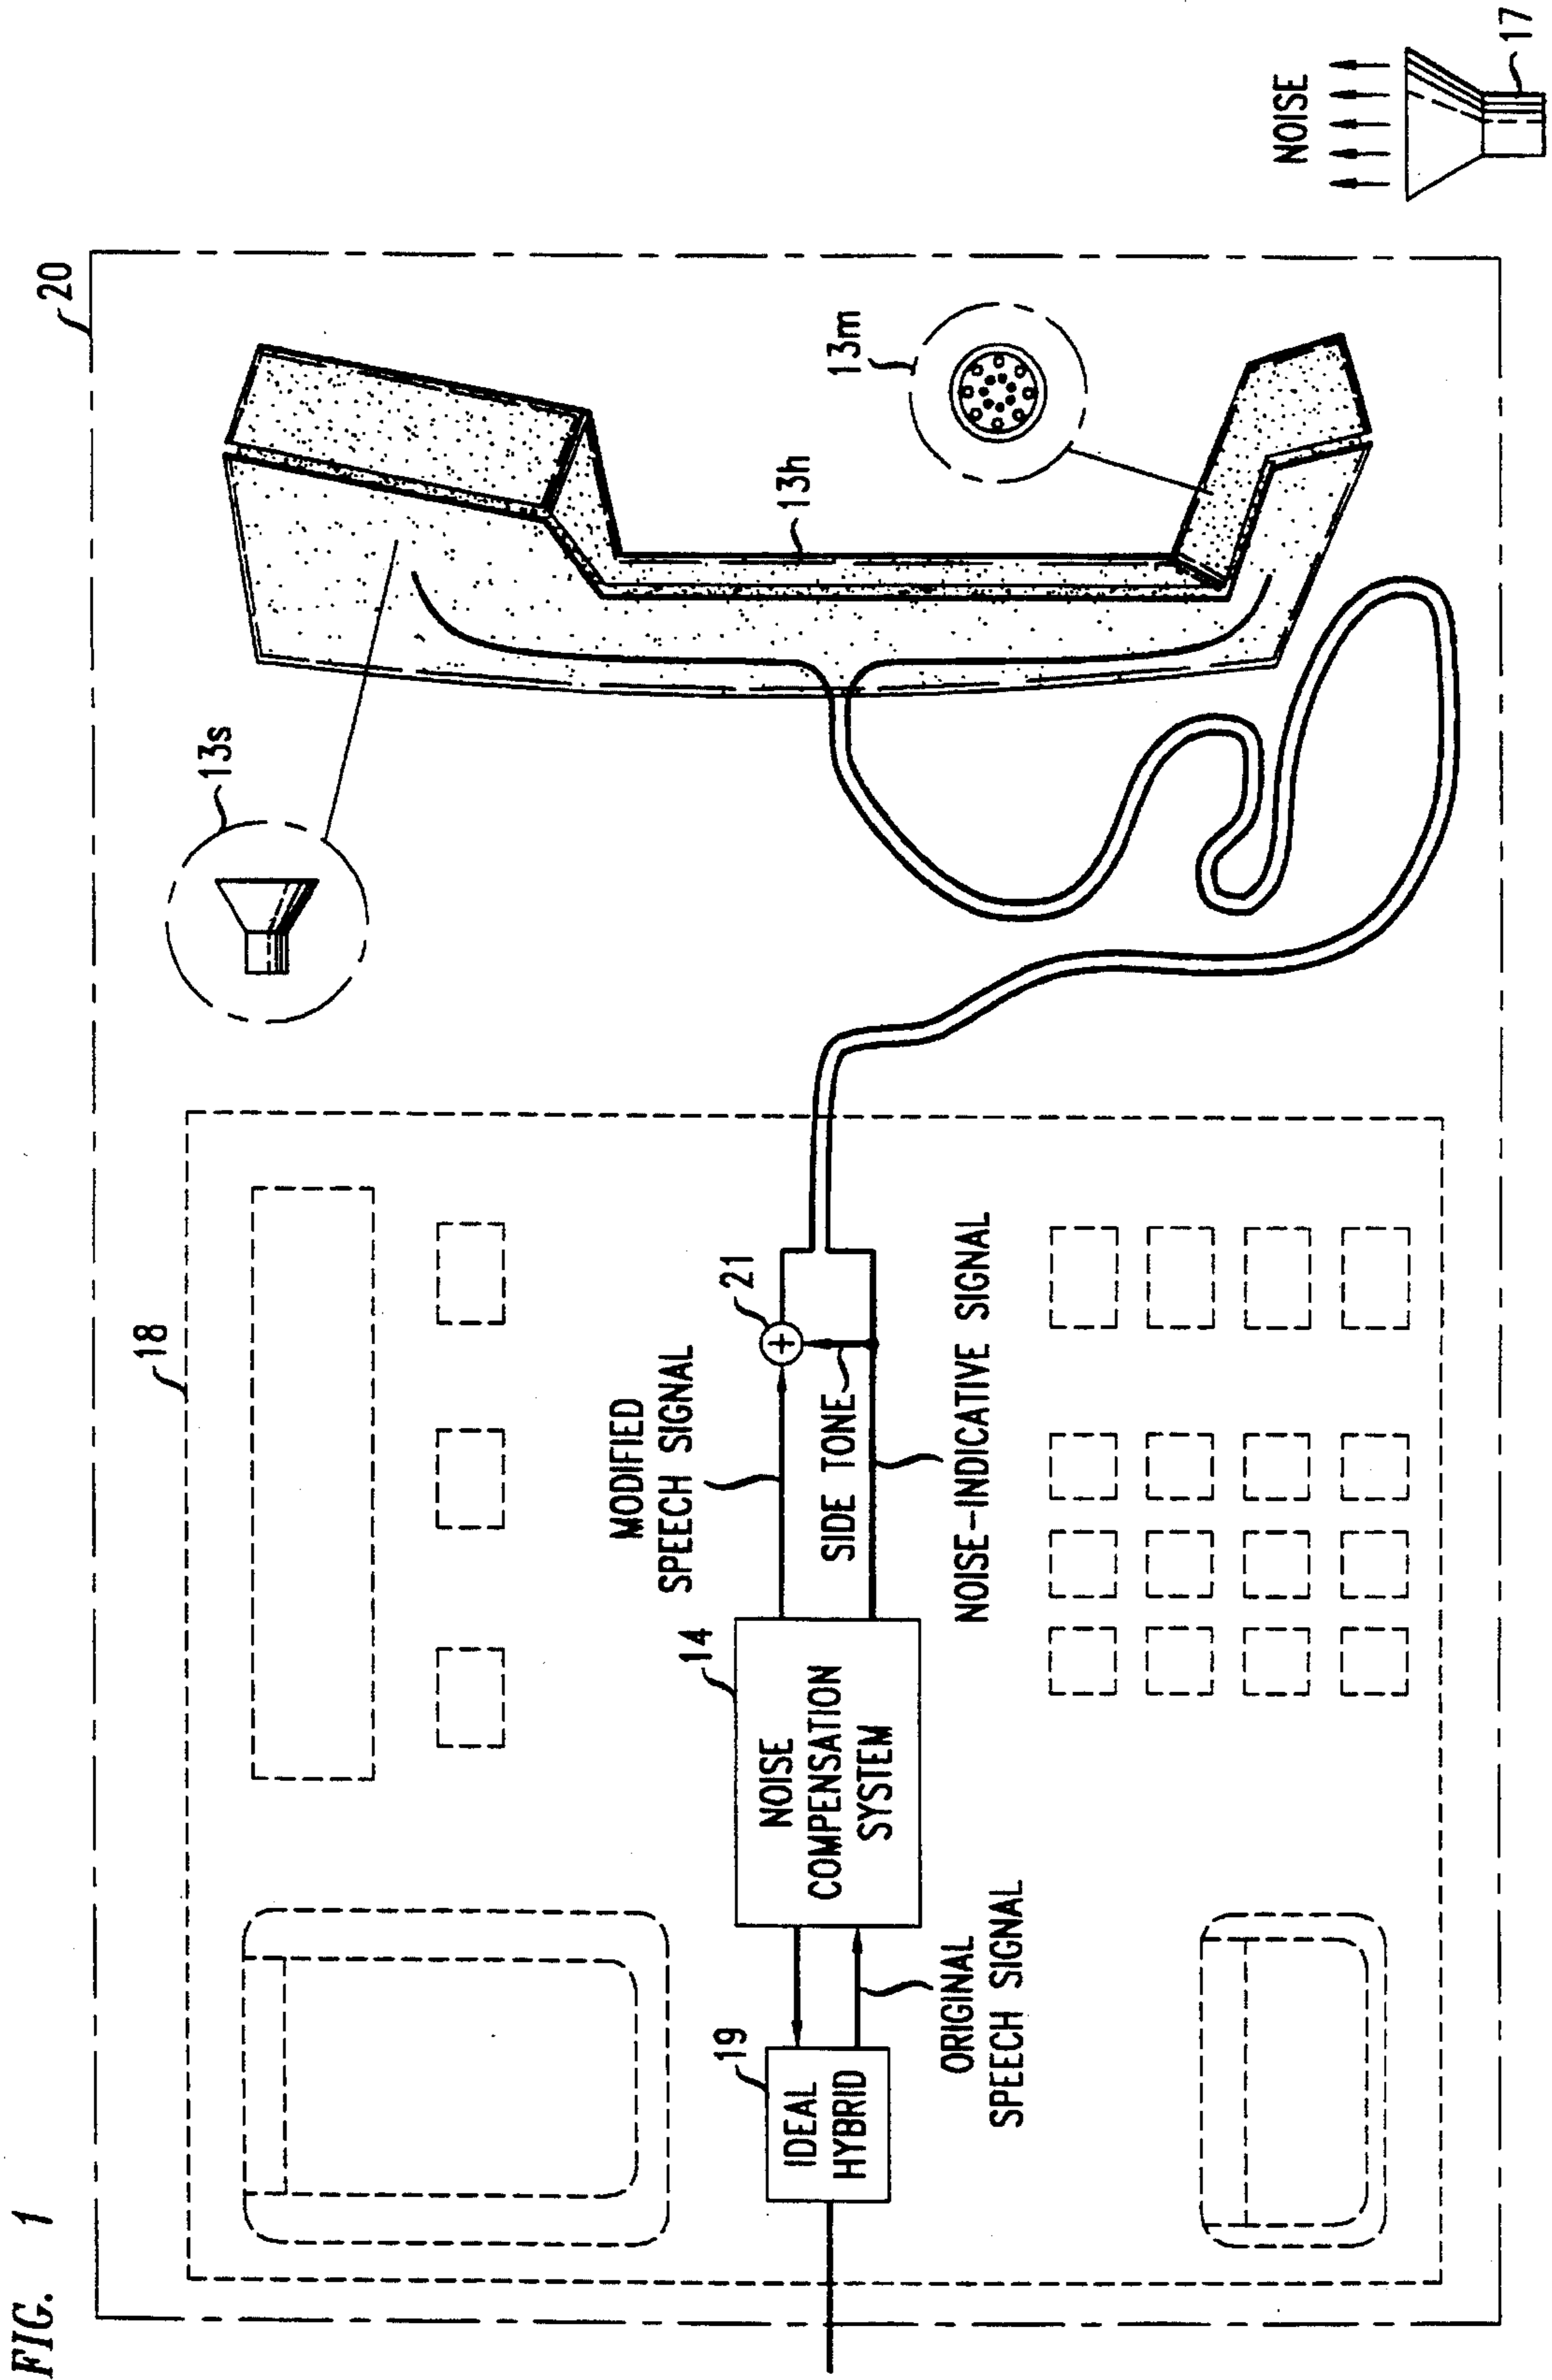 FIG. 1
20
18
13s
13h
13m
NOISE
17
21
MODIFIED
SPEECH SIGNAL
SIDE TONE
NOISE-INDICATIVE SIGNAL
14
NOISE
COMPENSATION
SYSTEM
19
IDEAL
HYBRID
ORIGINAL
SPEECH SIGNAL